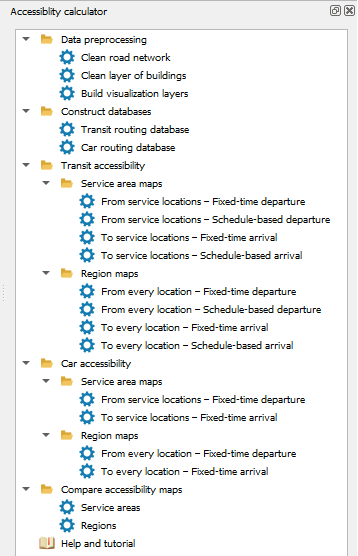 Accessiblity calculator
Data preprocessing
Clean road network
Clean layer of buildings
Build visualization layers
Construct databases
Transit routing database
Car routing database
Transit accessibility
Service area maps
From service locations – Fixed-time departure
From service locations – Schedule-based departure
To service locations – Fixed-time arrival
To service locations – Schedule-based arrival
Region maps
From every location – Fixed-time departure
From every location – Schedule-based departure
To every location – Fixed-time arrival
To every location – Schedule-based arrival
Car accessibility
Service area maps
From service locations – Fixed-time departure
To service locations – Fixed-time arrival
Region maps
From every location – Fixed-time departure
To every location – Fixed-time arrival
Compare accessibility maps
Service areas
Regions
Help and tutorial